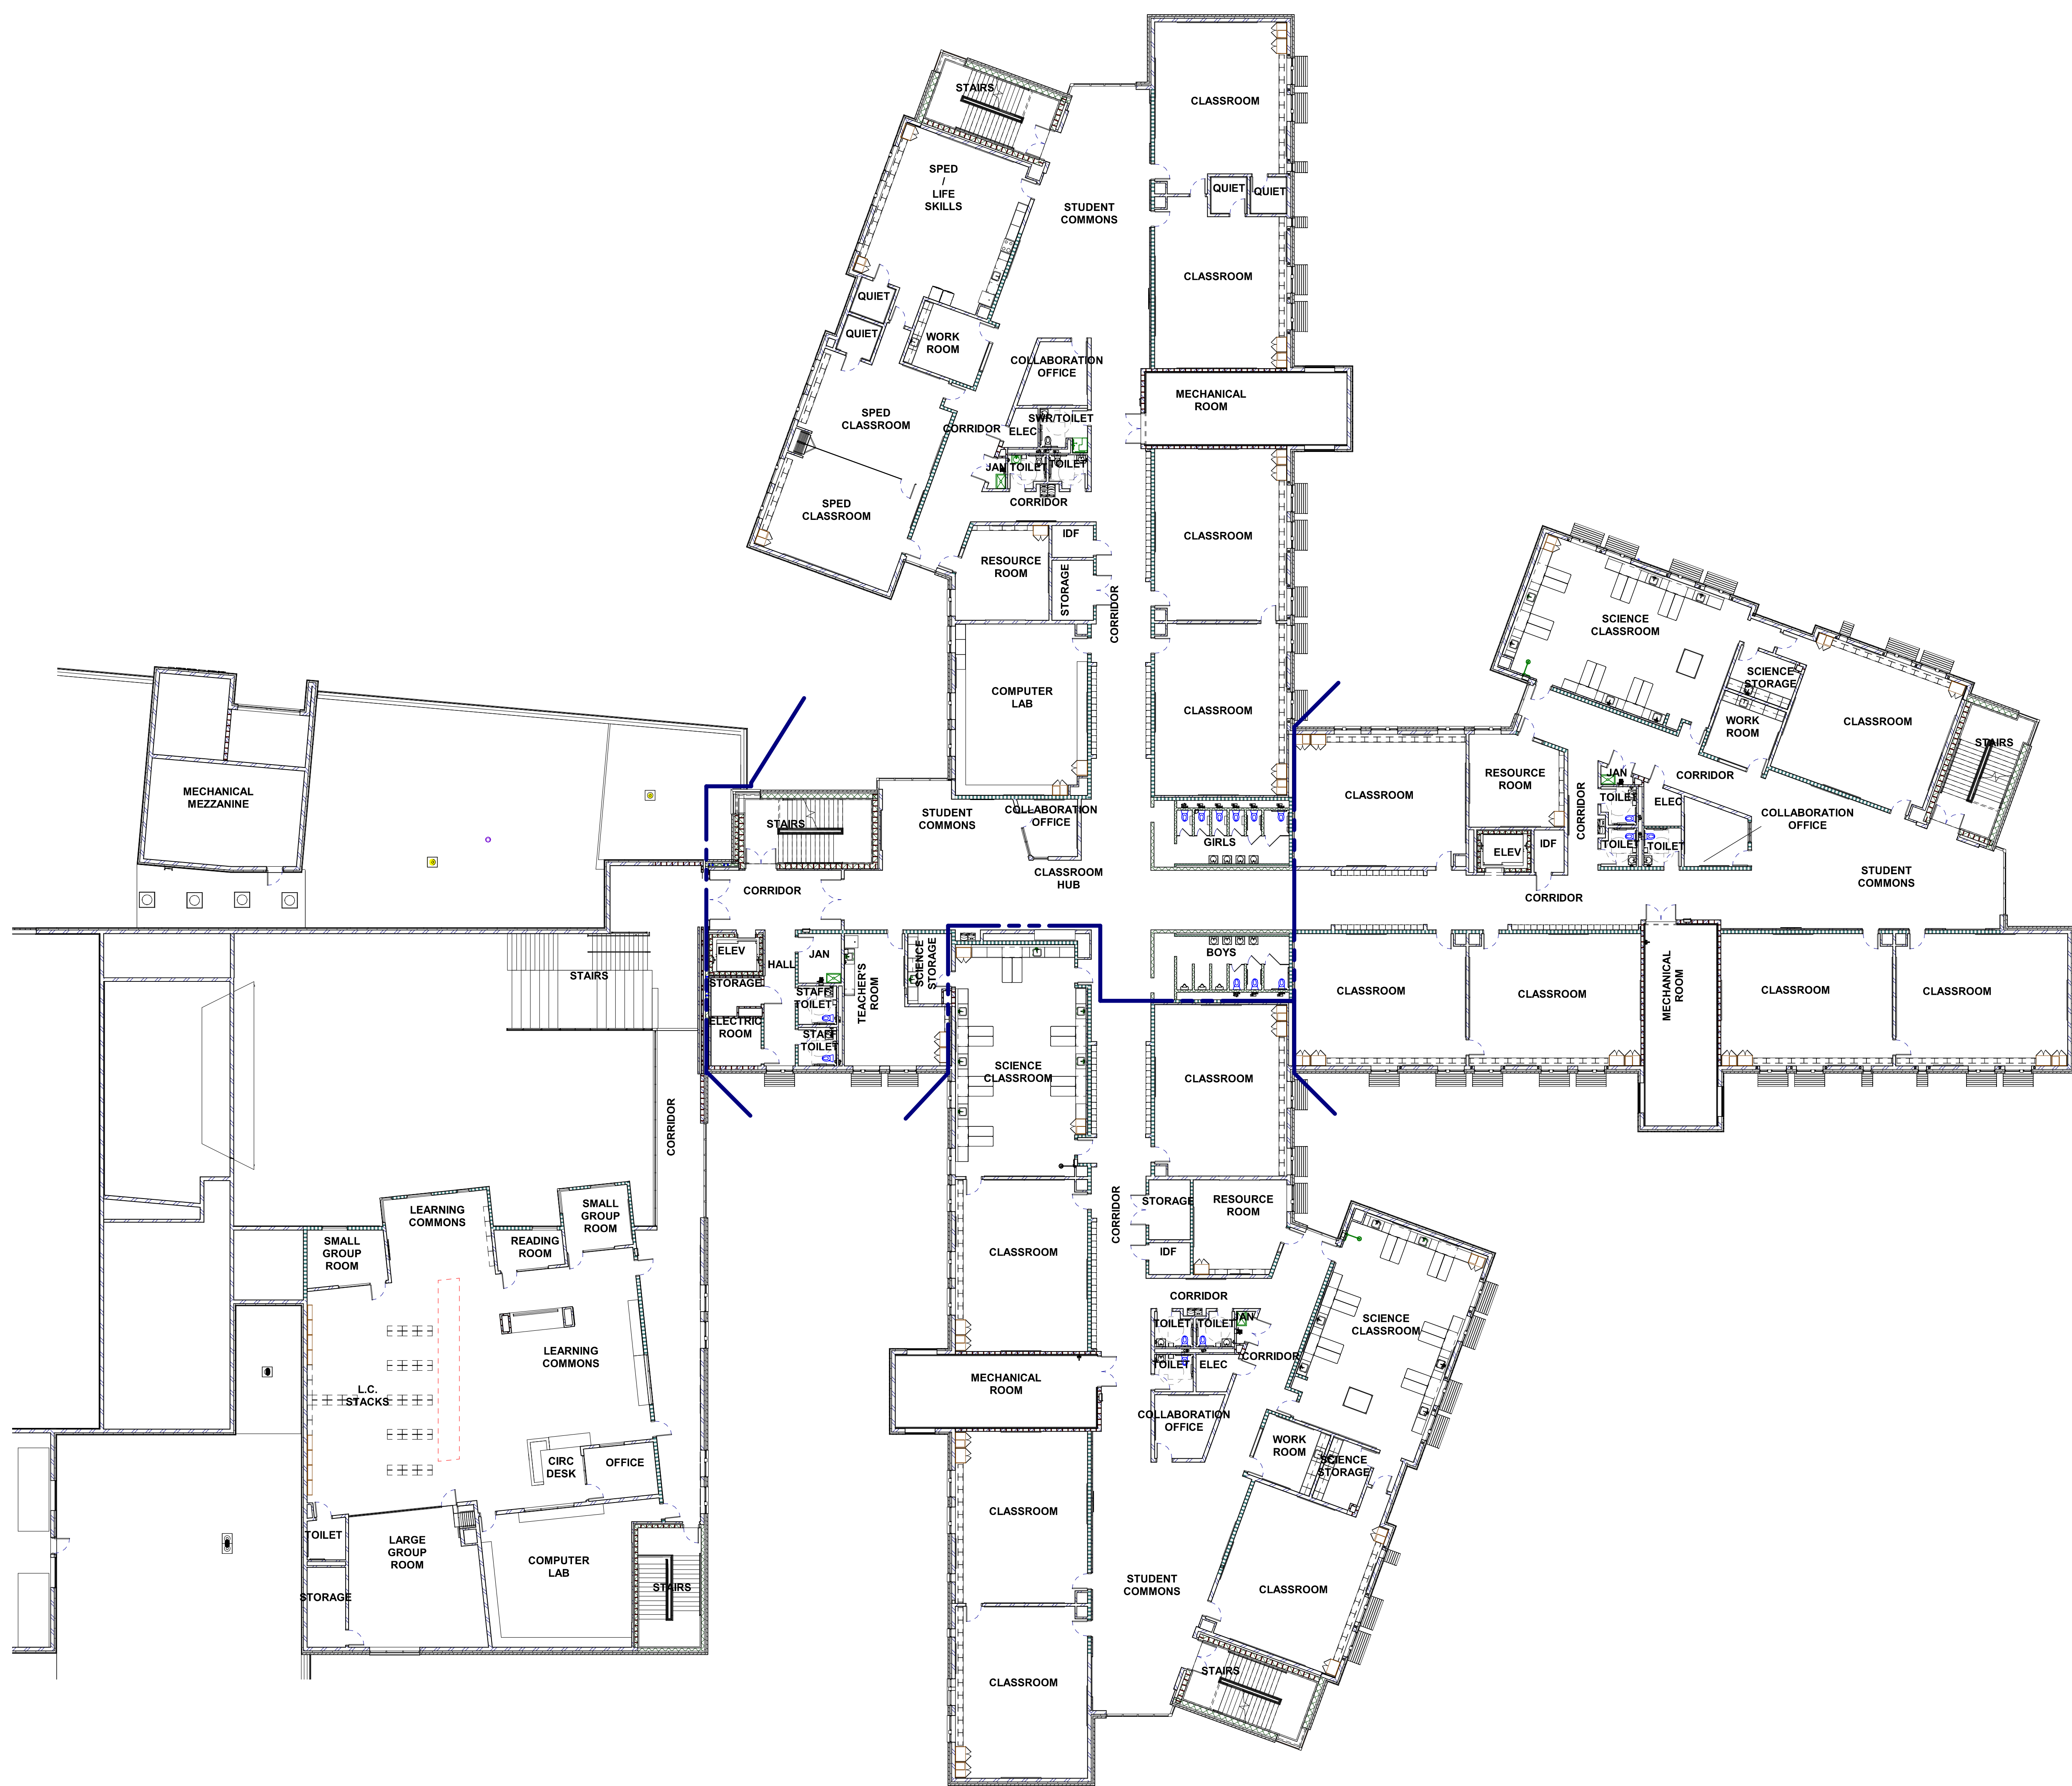 STAIRS
CLASSROOM
SPED
/
LIFE
SKILLS
QUIET
QUIET
STUDENT
COMMONS
CLASSROOM
QUIET
QUIET
WORK
ROOM
COLLABORATION
OFFICE
MECHANICAL
ROOM
SPED
CLASSROOM
CORRIDOR
ELEC
SWR/TOILET
JAN
TOILET
TOILET
CORRIDOR
SPED
CLASSROOM
RESOURCE
ROOM
IDF
STORAGE
CORRIDOR
CLASSROOM
COMPUTER
LAB
CLASSROOM
SCIENCE
CLASSROOM
SCIENCE
STORAGE
WORK
ROOM
CLASSROOM
STAIRS
MECHANICAL
MEZZANINE
STAIRS
STUDENT
COMMONS
COLLABORATION
OFFICE
GIRLS
CLASSROOM
RESOURCE
ROOM
CORRIDOR
JAN
CORRIDOR
TOILET
ELEC
COLLABORATION
OFFICE
TOILET
TOILET
ELEV
IDF
CLASSROOM
HUB
STUDENT
COMMONS
CORRIDOR
CORRIDOR
ELEV
HALL
JAN
STORAGE
STAFF
TOILET
ELECTRIC
ROOM
STAFF
TOILET
TEACHER'S
ROOM
SCIENCE
STORAGE
BOYS
STAIRS
CLASSROOM
CLASSROOM
MECHANICAL
ROOM
CLASSROOM
CLASSROOM
SCIENCE
CLASSROOM
CLASSROOM
CORRIDOR
CORRIDOR
LEARNING
COMMONS
SMALL
GROUP
ROOM
READING
ROOM
SMALL
GROUP
ROOM
STORAGE
RESOURCE
ROOM
IDF
CLASSROOM
CORRIDOR
TOILET
TOILET
JAN
TOILET
ELEC
CORRIDOR
SCIENCE
CLASSROOM
LEARNING
COMMONS
L.C.
STACKS
MECHANICAL
ROOM
COLLABORATION
OFFICE
WORK
ROOM
SCIENCE
STORAGE
CIRC
DESK
OFFICE
CLASSROOM
TOILET
LARGE
GROUP
ROOM
COMPUTER
LAB
STORAGE
STAIRS
STUDENT
COMMONS
CLASSROOM
STAIRS
CLASSROOM